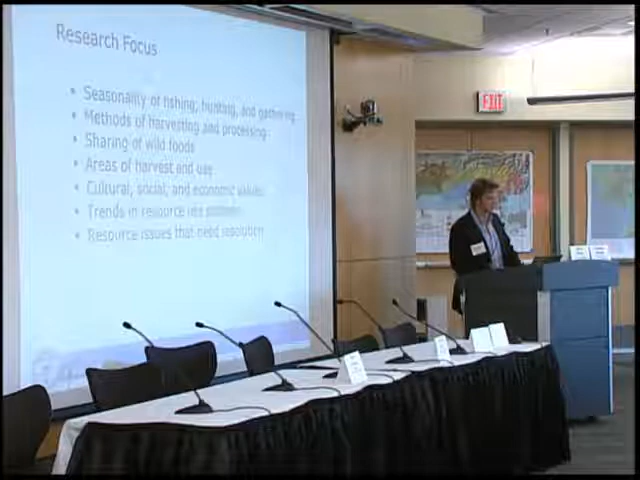 Research Focus
• Seasonality of fishing, hunting, and gathering
• Methods of harvesting and processing
• Sharing of wild foods
• Areas of harvest and use
• Cultural, social, and economic values
• Trends in resource
• Resource issues that need resolution
EXIT